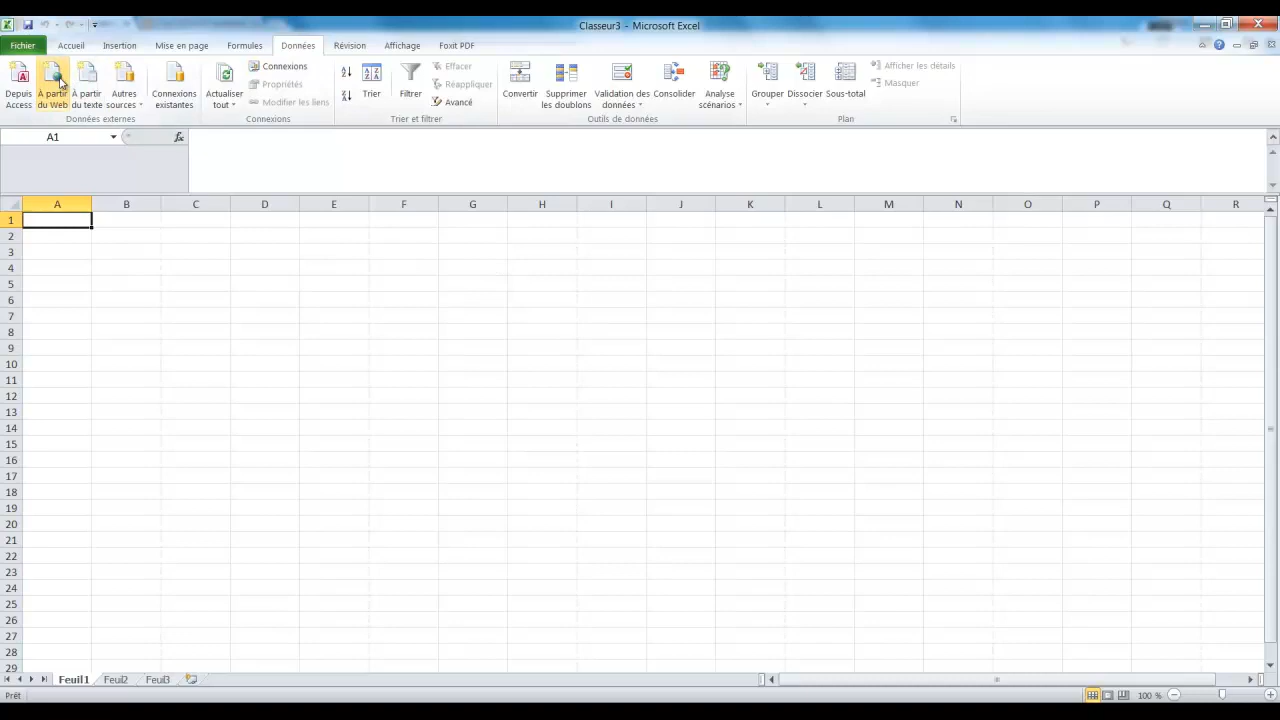 Classeur3 - Microsoft Excel
Fichier Accueil Insertion Mise en page Formules Données Révision Affichage Foxit PDF
Depuis Access
À partir du Web
À partir du texte
Autres sources
Connexions existantes
Données externes
Actualiser tout
Connexions
Propriétés
Modifier les liens
Connexions
Trier
Filtrer
Effacer
Réappliquer
Avancé
Trier et filtrer
Convertir
Supprimer les doublons
Validation des données
Consolider
Analyse scénarios
Outils de données
Grouper
Dissocier
Sous-total
Afficher les détails
Masquer
Plan
A1 fx
A B C D E F G H I J K L M N O P Q R
1
2
3
4
5
6
7
8
9
10
11
12
13
14
15
16
17
18
19
20
21
22
23
24
25
26
27
28
29
Feuil1 Feuil2 Feuil3
Prêt 100 %